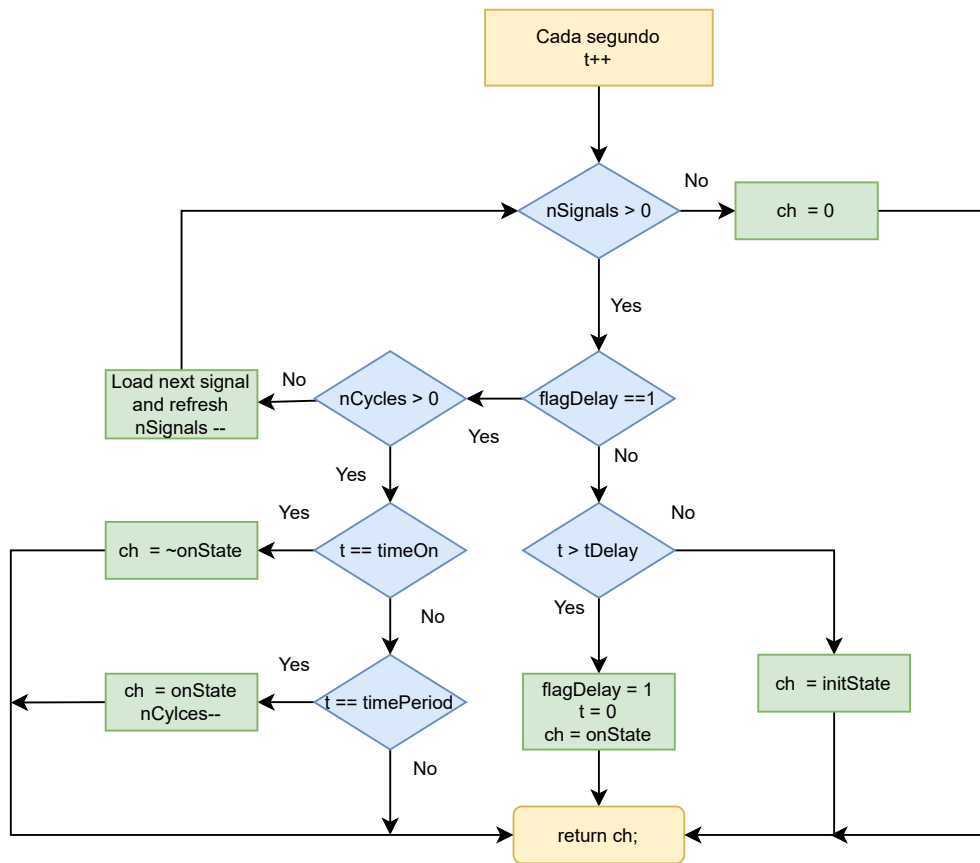 Cada segundo
t++
nSignals > 0
No
ch = 0
Yes
Load next signal
and refresh
nSignals --
No
nCycles > 0
Yes
flagDelay ==1
Yes
No
Yes
ch = ~onState
t == timeOn
t > tDelay
No
No
Yes
Yes
ch = onState
nCylces--
t == timePeriod
flagDelay = 1
t = 0
ch = onState
ch = initState
No
return ch;